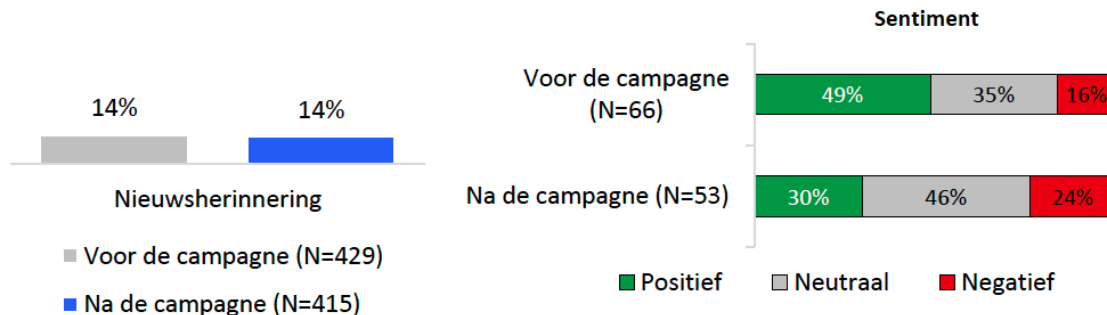 14%
14%
Nieuwsherinnering
Voor de campagne (N=429)
Na de campagne (N=415)
Sentiment
Voor de campagne
(N=66)
49%
35%
16%
Na de campagne (N=53)
30%
46%
24%
Positief
Neutraal
Negatief